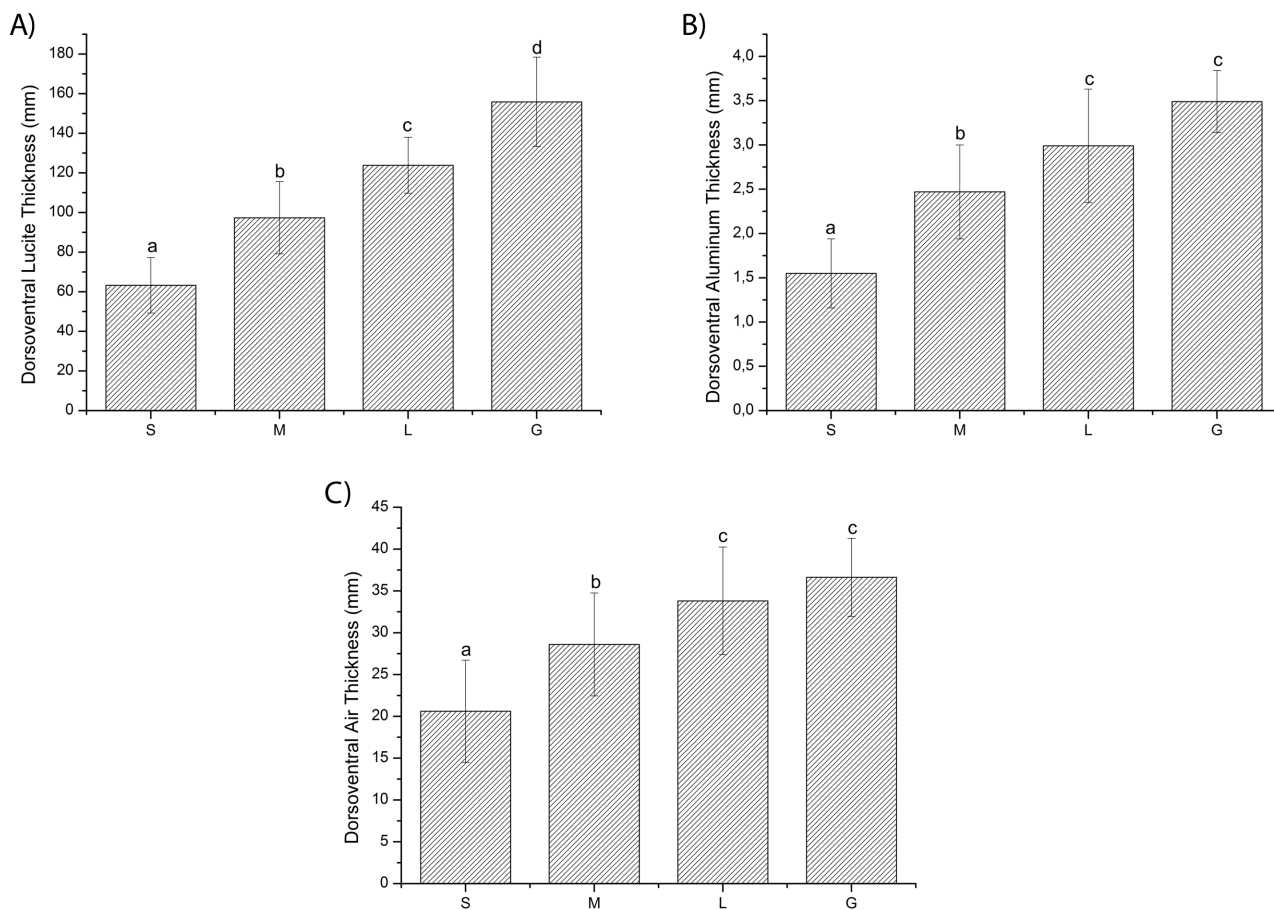 A)
Dorsoventral Lucite Thickness (mm)
180
160
140
120
100
80
60
40
20
0
a
b
c
d
S M L G
B)
Dorsoventral Aluminum Thickness (mm)
4,0
3,5
3,0
2,5
2,0
1,5
1,0
0,5
0,0
a
b
c
c
S M L G
C)
Dorsoventral Air Thickness (mm)
45
40
35
30
25
20
15
10
5
0
a
b
c
c
S M L G